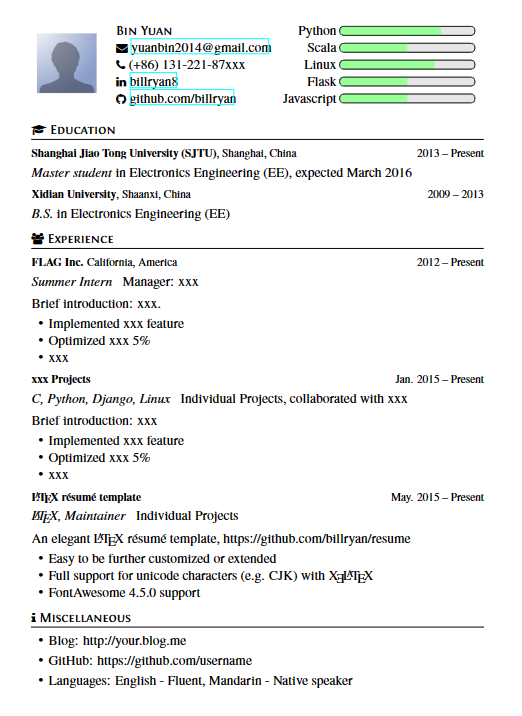 BIN YUAN
yuanbin2014@gmail.com
(+86) 131-221-87xxx
billryan8
github.com/billryan
Python
Scala
Linux
Flask
Javascript
EDUCATION
Shanghai Jiao Tong University (SJTU), Shanghai, China 2013 – Present
Master student in Electronics Engineering (EE), expected March 2016
Xidian University, Shaanxi, China 2009 – 2013
B.S. in Electronics Engineering (EE)
EXPERIENCE
FLAG Inc. California, America 2012 – Present
Summer Intern Manager: xxx
Brief introduction: xxx.
• Implemented xxx feature
• Optimized xxx 5%
• xxx
xxx Projects Jan. 2015 – Present
C, Python, Django, Linux Individual Projects, collaborated with xxx
Brief introduction: xxx
• Implemented xxx feature
• Optimized xxx 5%
• xxx
LATEX résumé template May. 2015 – Present
LATEX, Maintainer Individual Projects
An elegant LATEX résumé template, https://github.com/billryan/resume
• Easy to be further customized or extended
• Full support for unicode characters (e.g. CJK) with XƎLATEX
• FontAwesome 4.5.0 support
MISCELLANEOUS
• Blog: http://your.blog.me
• GitHub: https://github.com/username
• Languages: English - Fluent, Mandarin - Native speaker